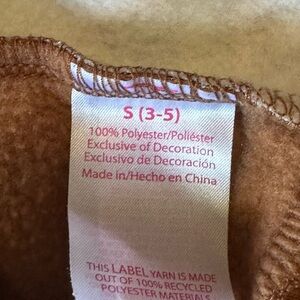 S (3-5)
100% Polyester/Poliéster
Exclusive of Decoration
Exclusivo de Decoración
Made in/Hecho en China
THIS LABEL YARN IS MADE
OUT OF 100% RECYCLED
POLYESTER MATERIAL